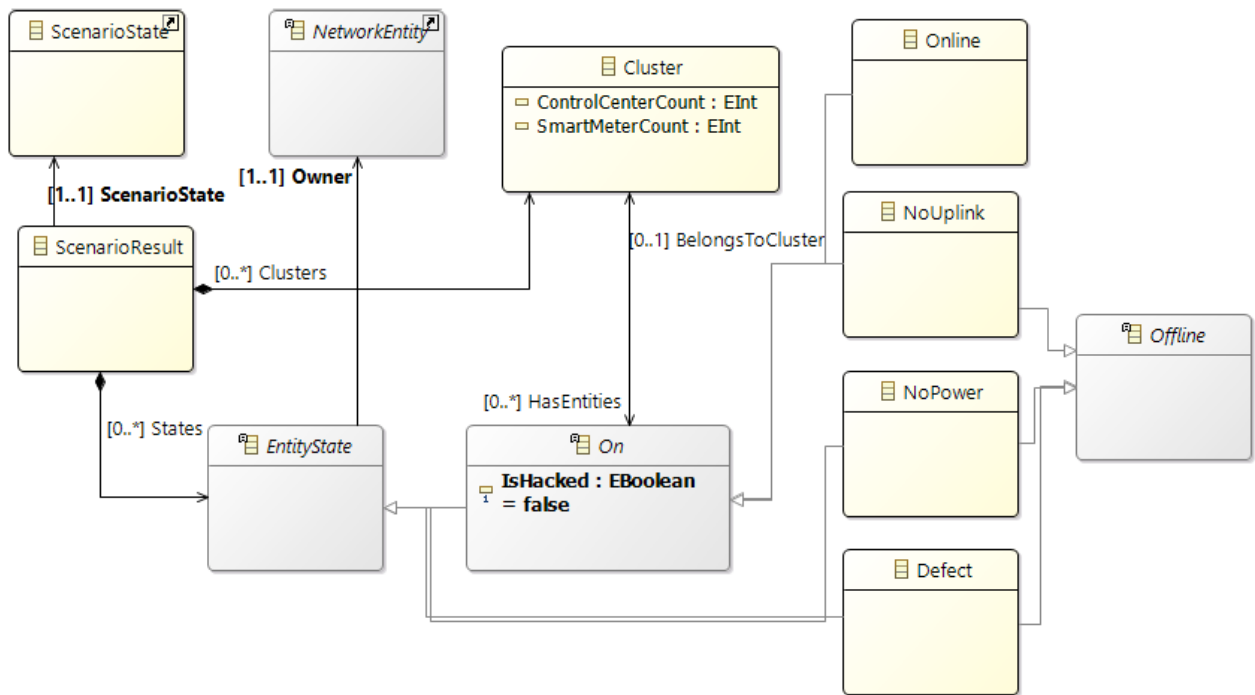 ScenarioState
NetworkEntity
Cluster
ControlCenterCount : EInt
SmartMeterCount : EInt
Online
[1..1] ScenarioState
[1..1] Owner
NoUplink
[0..1] BelongsToCluster
ScenarioResult
[0..*] Clusters
Offline
NoPower
[0..*] HasEntities
[0..*] States
EntityState
On
IsHacked : EBoolean
= false
1
Defect